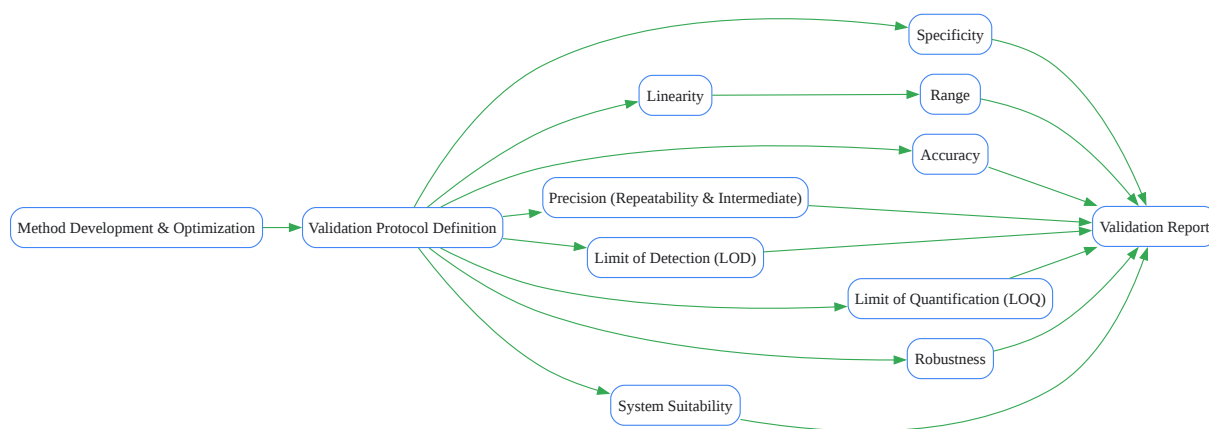 Method Development & Optimization
Validation Protocol Definition
Specificity
Linearity
Range
Accuracy
Precision (Repeatability & Intermediate)
Limit of Detection (LOD)
Limit of Quantification (LOQ)
Robustness
System Suitability
Validation Report